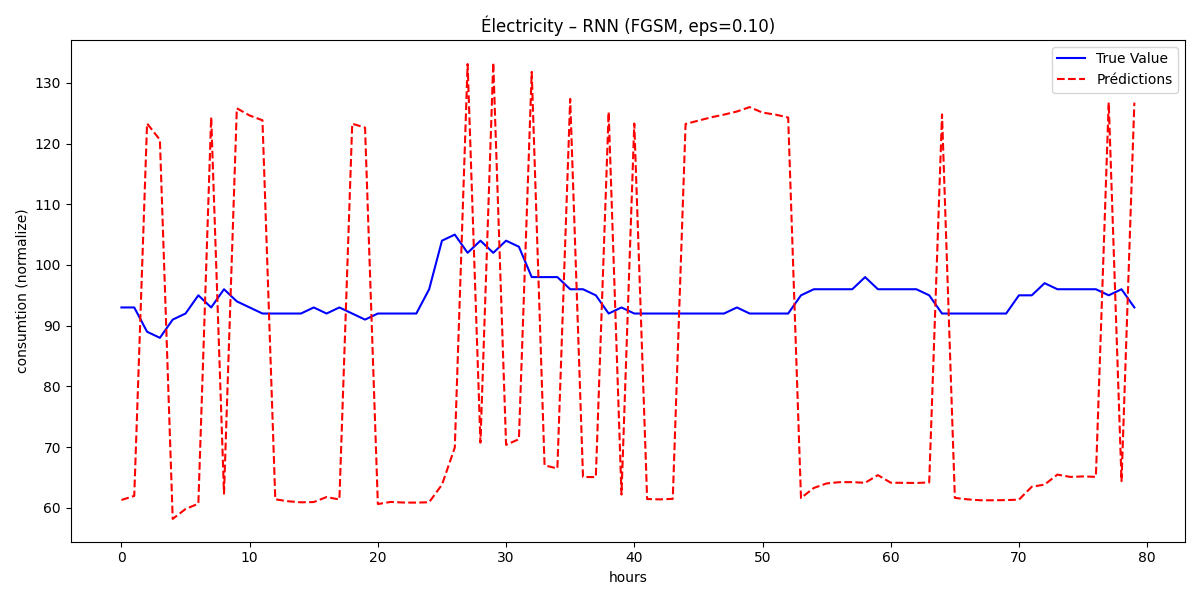 Électricity – RNN (FGSM, eps=0.10)
True Value
Prédictions
consumtion (normalize)
130
120
110
100
90
80
70
60
0 10 20 30 40 50 60 70 80
hours